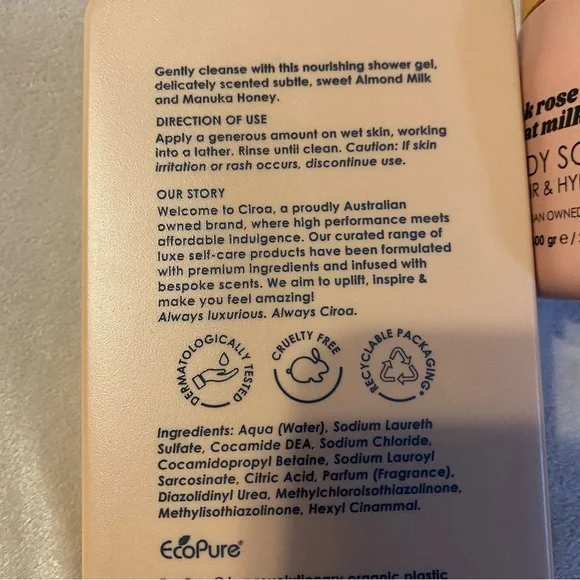 Gently cleanse with this nourishing shower gel,
delicately scented subtle, sweet Almond Milk
and Manuka Honey.
DIRECTION OF USE
Apply a generous amount on wet skin, working
into a lather. Rinse until clean. Caution: If skin
irritation or rash occurs, discontinue use.
OUR STORY
Welcome to Ciroa, a proudly Australian
owned brand, where high performance meets
affordable indulgence. Our curated range of
luxe self-care products have been formulated
with premium ingredients and infused with
bespoke scents. We aim to uplift, inspire &
make you feel amazing!
Always luxurious. Always Ciroa.
DERMATOLOGICALLY TESTED
CRUELTY FREE
RECYCLABLE PACKAGING*
Ingredients: Aqua (Water), Sodium Laureth
Sulfate, Cocamide DEA, Sodium Chloride,
Cocamidopropyl Betaine, Sodium Lauroyl
Sarcosinate, Citric Acid, Parfum (Fragrance),
Diazolidinyl Urea, Methylchloroisothiazolinone,
Methylisothiazolinone, Hexyl Cinammal.
EcoPure®
revolutionary organic plastic
k rose
at milk
DY SC
R & HY
AN OWNED
00 gr e /